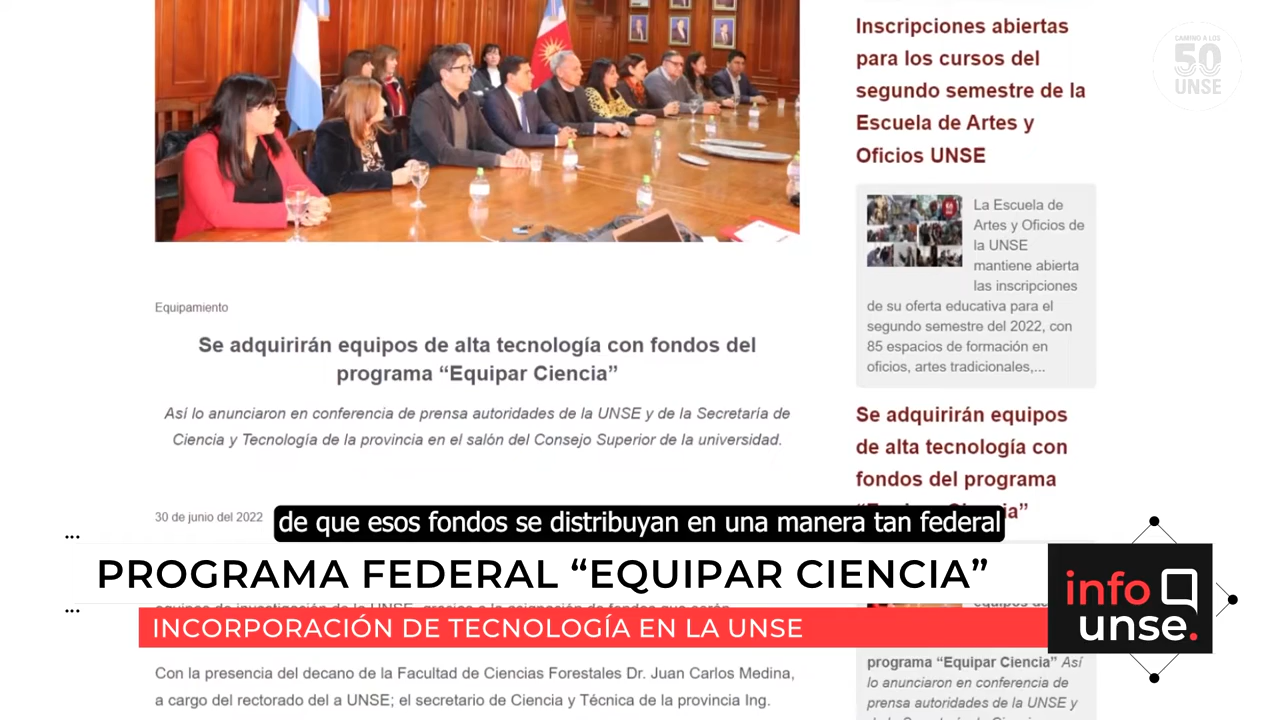 Inscripciones abiertas
para los cursos del
segundo semestre de la
Escuela de Artes y
Oficios UNSE
CAMINO A LOS
50
UNSE
La Escuela de
Artes y Oficios de
la UNSE
mantiene abierta
las inscripciones
de su oferta educativa para el
segundo semestre del 2022, con
85 espacios de formación en
oficios, artes tradicionales,...
Equipamiento
Se adquirirán equipos de alta tecnología con fondos del
programa “Equipar Ciencia”
Así lo anunciaron en conferencia de prensa autoridades de la UNSE y de la Secretaría de
Ciencia y Tecnología de la provincia en el salón del Consejo Superior de la universidad.
Se adquirirán equipos
de alta tecnología con
fondos del programa
30 de junio del 2022
de que esos fondos se distribuyan en una manera tan federal
PROGRAMA FEDERAL “EQUIPAR CIENCIA”
INCORPORACIÓN DE TECNOLOGÍA EN LA UNSE
info
unse.
Con la presencia del decano de la Facultad de Ciencias Forestales Dr. Juan Carlos Medina,
a cargo del rectorado del a UNSE; el secretario de Ciencia y Técnica de la provincia Ing.
programa “Equipar Ciencia” Así
lo anunciaron en conferencia de
prensa autoridades de la UNSE y